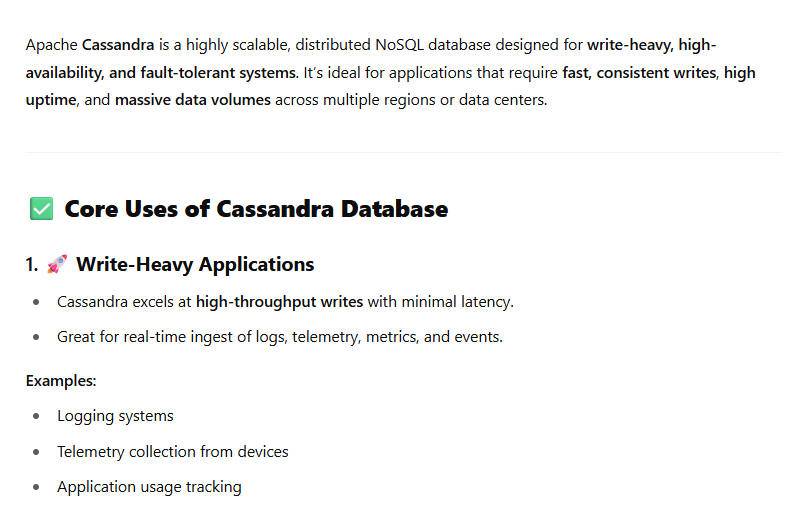 Apache Cassandra is a highly scalable, distributed NoSQL database designed for write-heavy, high-
availability, and fault-tolerant systems. It’s ideal for applications that require fast, consistent writes, high
uptime, and massive data volumes across multiple regions or data centers.
✅ Core Uses of Cassandra Database
1. 🚀 Write-Heavy Applications
• Cassandra excels at high-throughput writes with minimal latency.
• Great for real-time ingest of logs, telemetry, metrics, and events.
Examples:
• Logging systems
• Telemetry collection from devices
• Application usage tracking